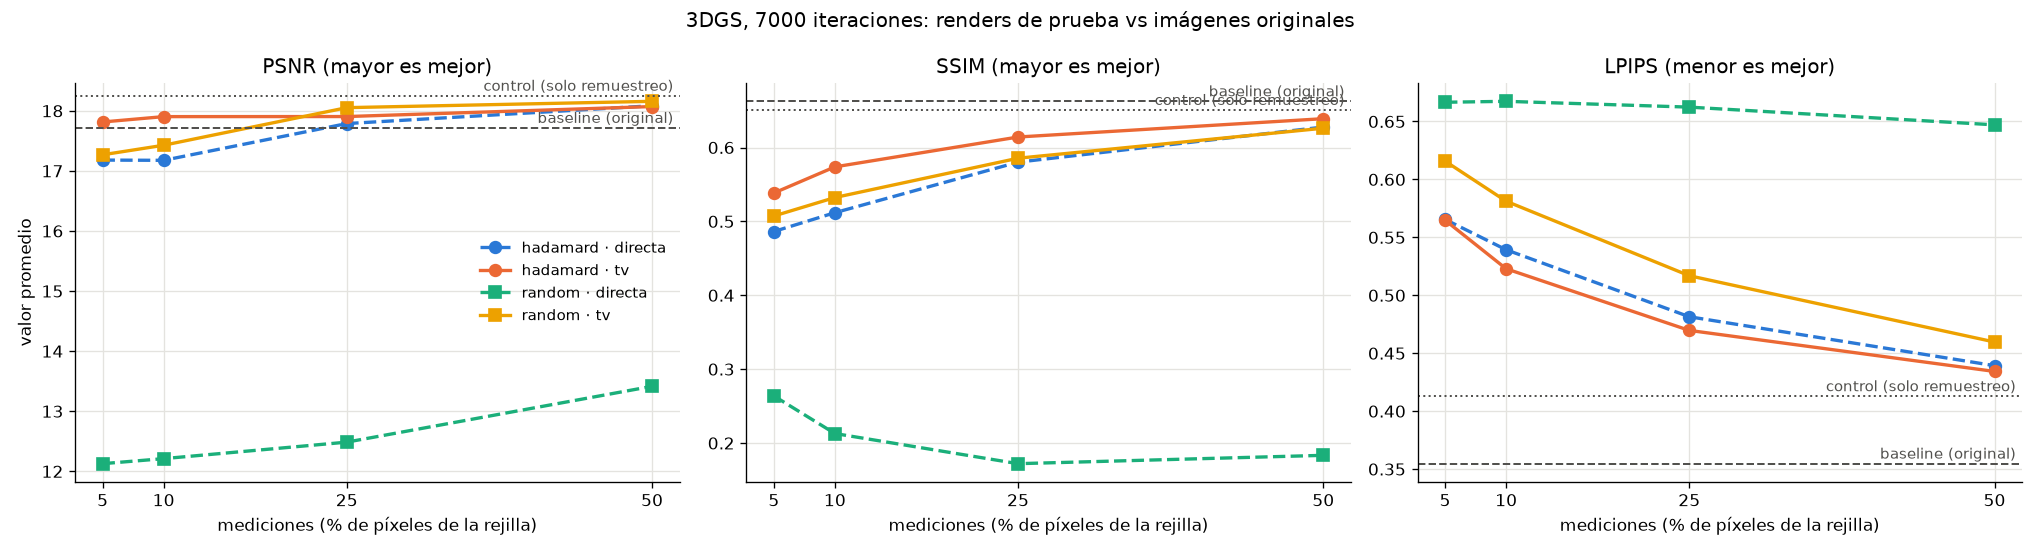 3DGS, 7000 iteraciones: renders de prueba vs imágenes originales
PSNR (mayor es mejor)
valor promedio
18
17
16
15
14
13
12
control (solo remuestreo)
baseline (original)
hadamard · directa
hadamard · tv
random · directa
random · tv
5
10
25
50
mediciones (% de píxeles de la rejilla)
SSIM (mayor es mejor)
0.6
0.5
0.4
0.3
0.2
baseline (original)
control (solo remuestreo)
5
10
25
50
mediciones (% de píxeles de la rejilla)
LPIPS (menor es mejor)
0.65
0.60
0.55
0.50
0.45
0.40
0.35
control (solo remuestreo)
baseline (original)
5
10
25
50
mediciones (% de píxeles de la rejilla)